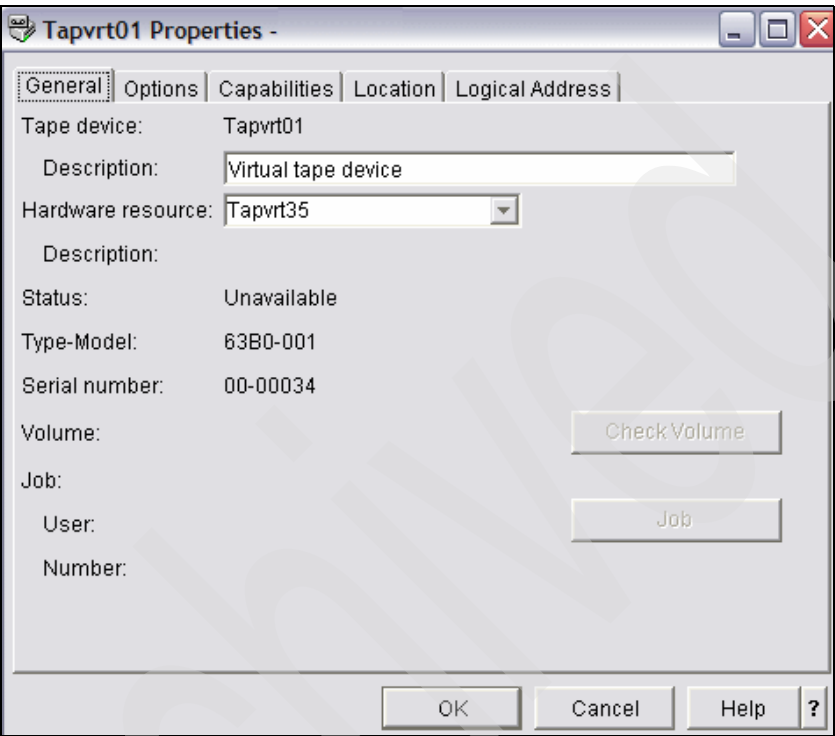 Tapvrt01 Properties -
General Options Capabilities Location Logical Address
Tape device: Tapvrt01
Description: Virtual tape device
Hardware resource: Tapvrt35
Description:
Status: Unavailable
Type-Model: 63B0-001
Serial number: 00-00034
Volume: Check Volume
Job:
User: Job
Number:
OK Cancel Help ?